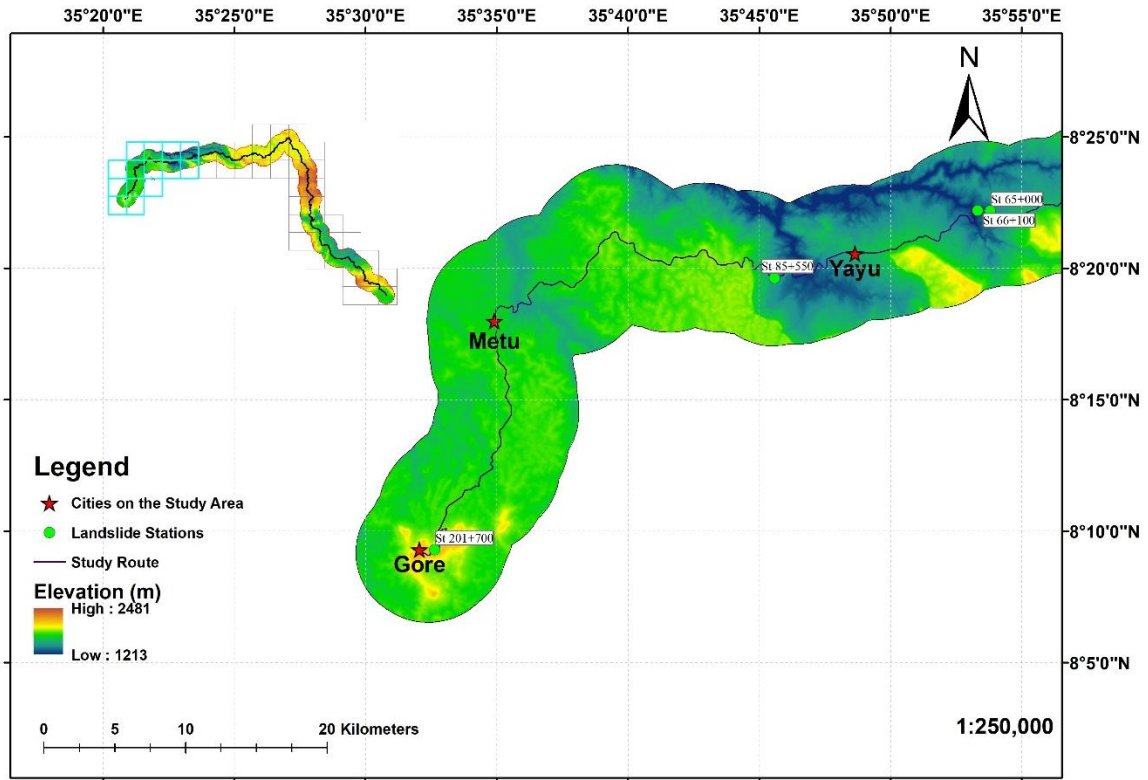 35°20'0"E 35°25'0"E 35°30'0"E 35°35'0"E 35°40'0"E 35°45'0"E 35°50'0"E 35°55'0"E
N
8°25'0"N
St 65+000
St 66+100
St 85+550
8°20'0"N
Yayu
Metu
8°15'0"N
Legend
Cities on the Study Area
Landslide Stations
Study Route
Elevation (m)
High : 2481
Low : 1213
St 201+700
8°10'0"N
Gore
8°5'0"N
0 5 10 20 Kilometers
1:250,000